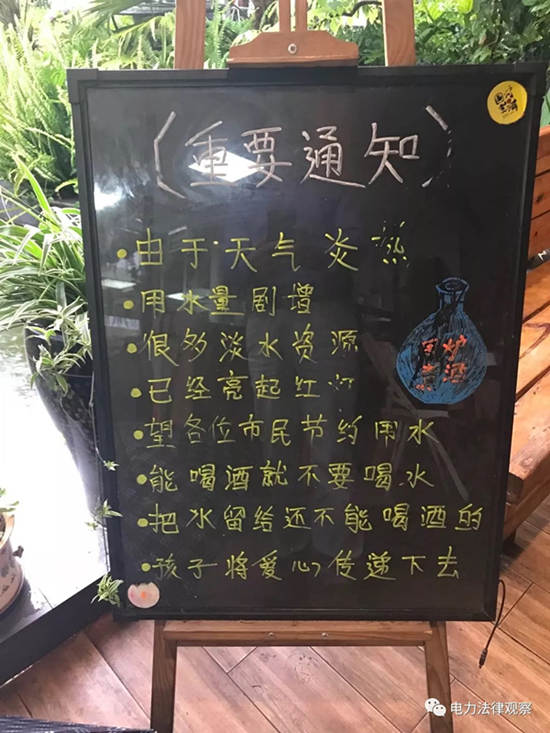 (重要通知)
•由于天气炎热
•用水量剧增
•很多淡水资源
•已经亮起红灯
•望各位市民节约用水
•能喝酒就不要喝水
•把水留给还不能喝酒的
•孩子将爱心传递下去
电力法律观察